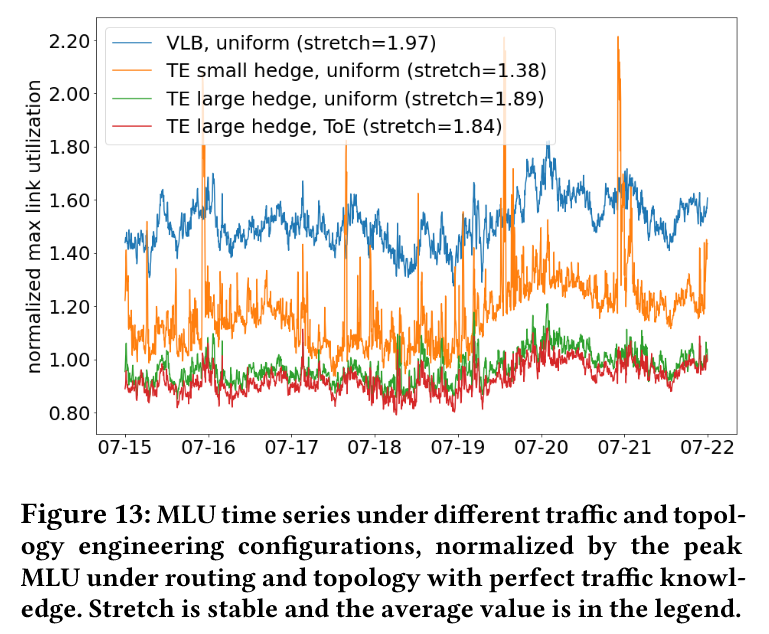 2.20
2.00
1.80
1.60
1.40
1.20
1.00
0.80
normalized max link utilization
VLB, uniform (stretch=1.97)
TE small hedge, uniform (stretch=1.38)
TE large hedge, uniform (stretch=1.89)
TE large hedge, ToE (stretch=1.84)
07-15 07-16 07-17 07-18 07-19 07-20 07-21 07-22
Figure 13: MLU time series under different traffic and topol-
ogy engineering configurations, normalized by the peak
MLU under routing and topology with perfect traffic knowl-
edge. Stretch is stable and the average value is in the legend.